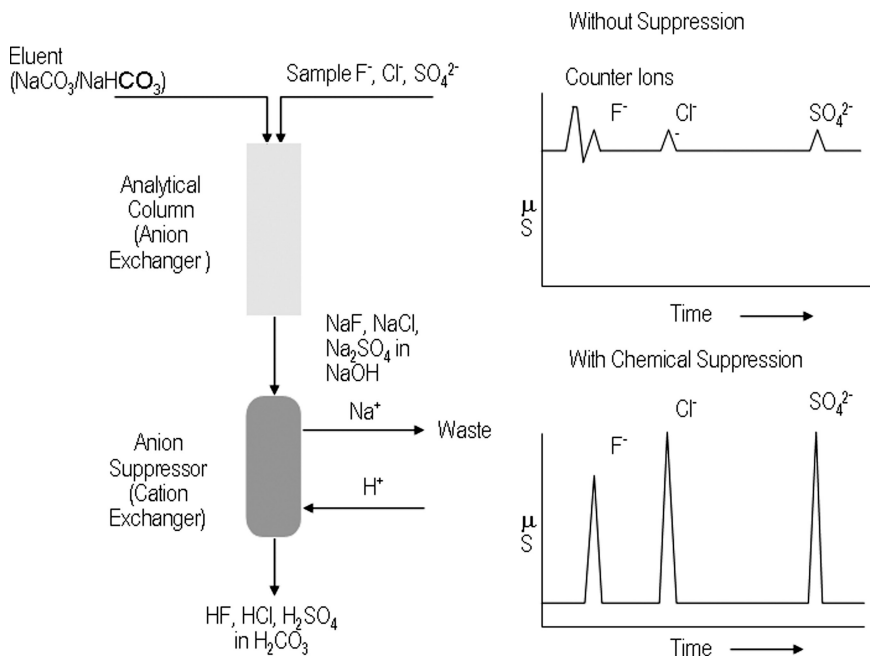 Eluent
(NaCO₃/NaHCO₃)
Sample F⁻, Cl⁻, SO₄²⁻
Analytical
Column
(Anion
Exchanger )
NaF, NaCl,
Na₂SO₄ in
NaOH
Anion
Suppressor
(Cation
Exchanger)
Na⁺
Waste
H⁺
HF, HCl, H₂SO₄
in H₂CO₃
Without Suppression
Counter Ions
F⁻
Cl⁻
-
SO₄²⁻
μ
S
Time
With Chemical Suppression
F⁻
Cl⁻
SO₄²⁻
μ
S
Time